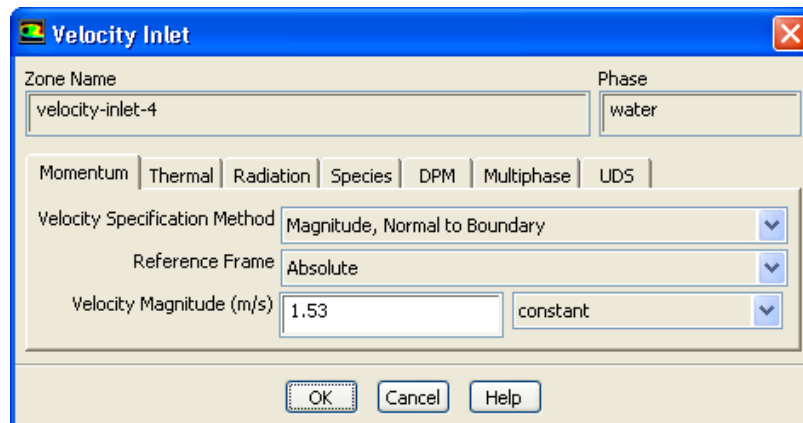 Velocity Inlet
Zone Name Phase
velocity-inlet-4 water
Momentum Thermal Radiation Species DPM Multiphase UDS
Velocity Specification Method Magnitude, Normal to Boundary
Reference Frame Absolute
Velocity Magnitude (m/s) 1.53 constant
OK Cancel Help